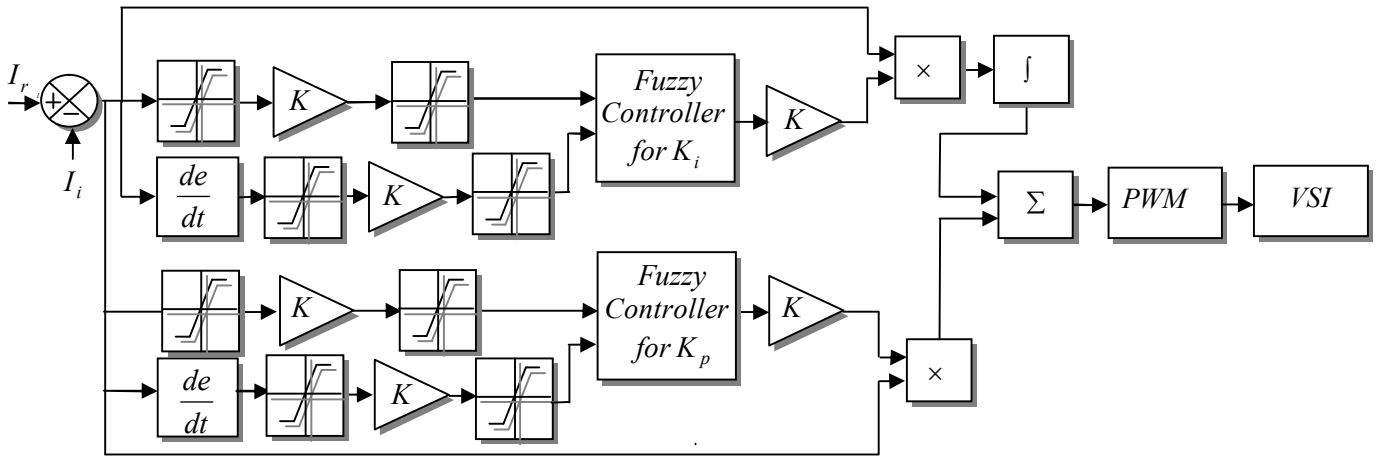 I_r
+
−
I_i
K
Fuzzy
Controller
for K_i
K
×
∫
de
dt
K
Σ
PWM
VSI
K
Fuzzy
Controller
for K_p
K
de
dt
K
×